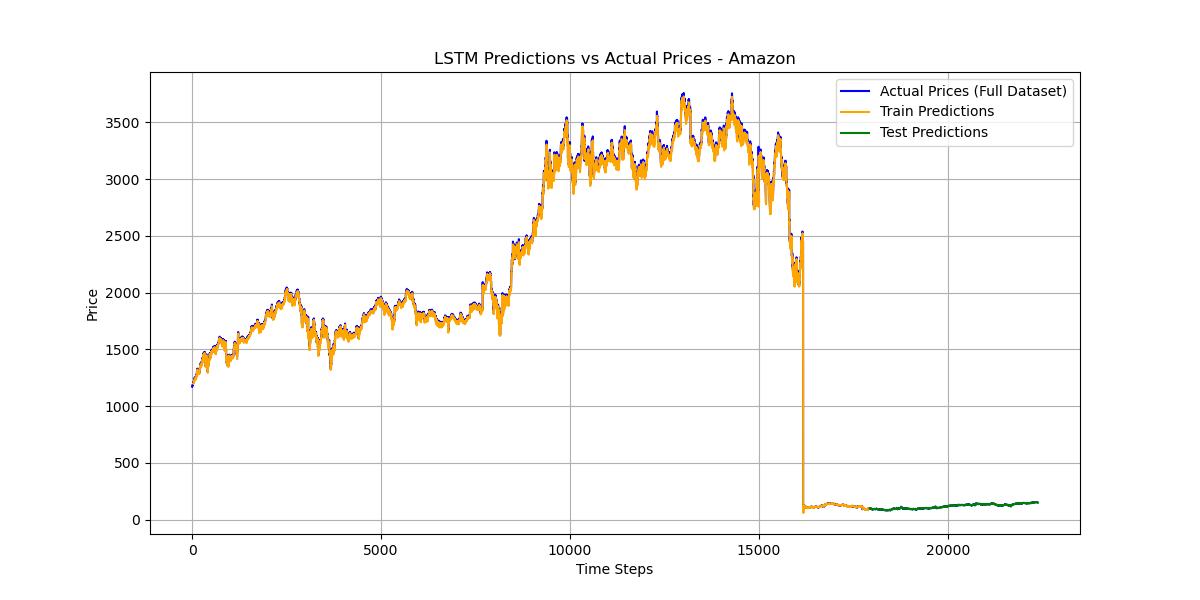 LSTM Predictions vs Actual Prices - Amazon
Actual Prices (Full Dataset)
Train Predictions
Test Predictions
Price
3500
3000
2500
2000
1500
1000
500
0
0 5000 10000 15000 20000
Time Steps